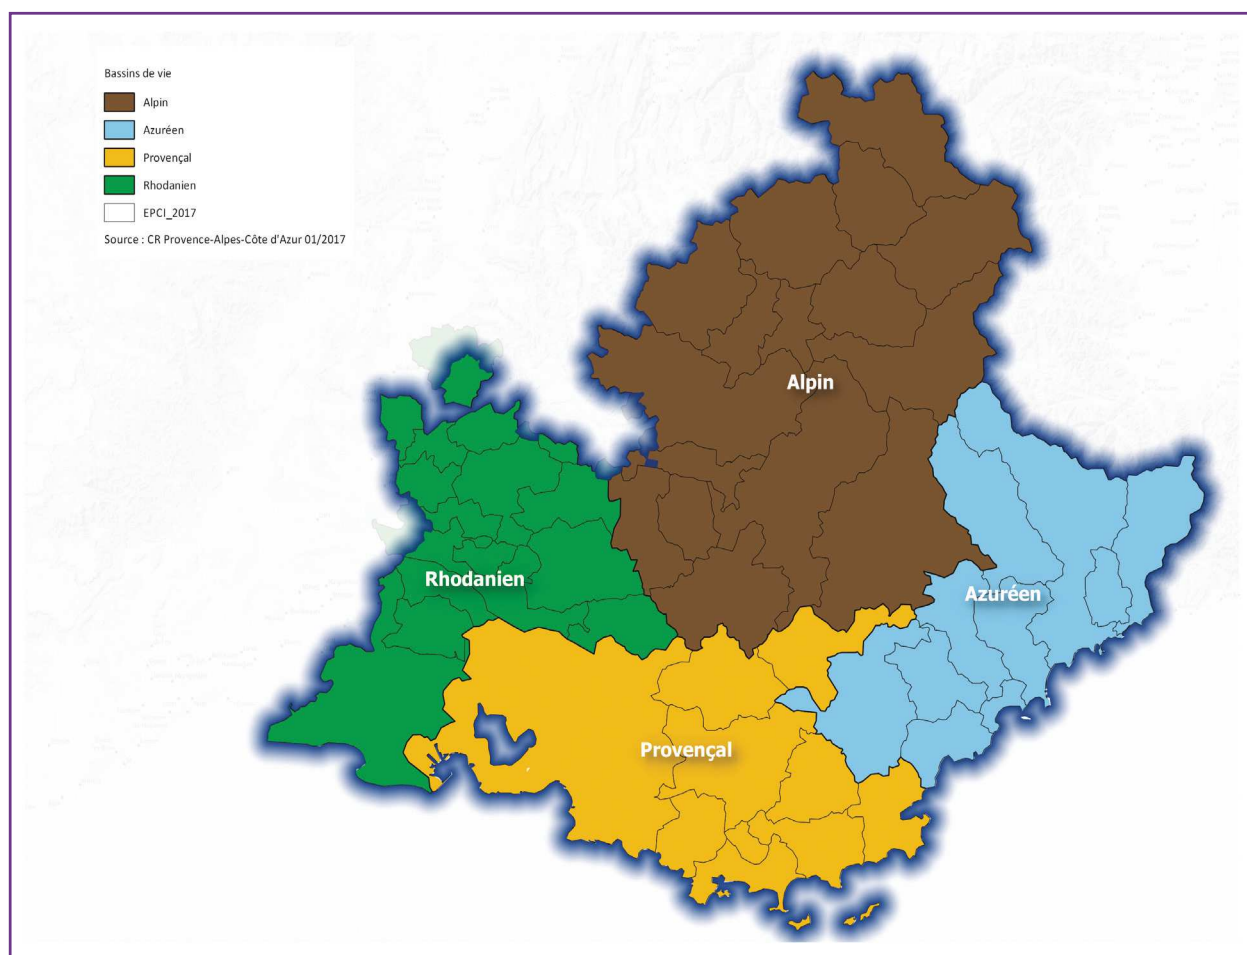 Bassins de vie
Alpin
Azuréen
Provençal
Rhodanien
EPCI_2017
Source : CR Provence-Alpes-Côte d'Azur 01/2017
Alpin
Rhodanien
Azuréen
Provençal